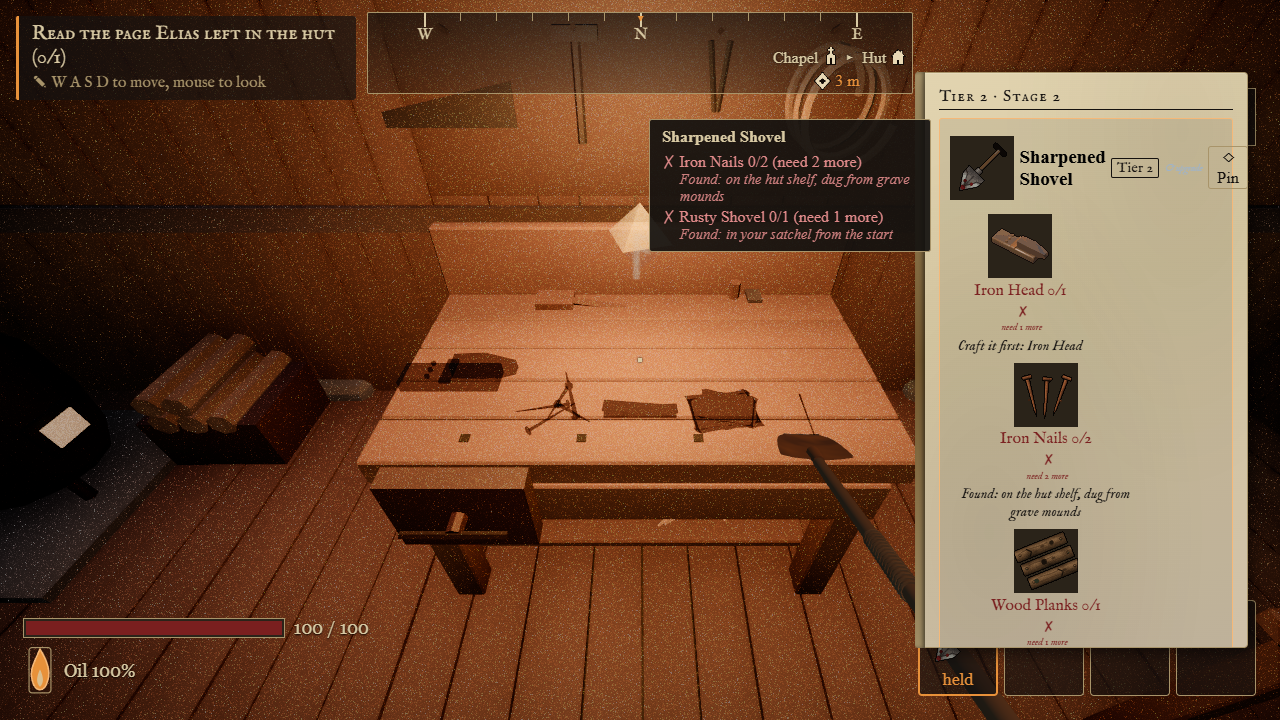 Read the page Elias left in the hut
(0/1)
W A S D to move, mouse to look
W N E
Chapel ▸ Hut
3 m
Sharpened Shovel
✗ Iron Nails 0/2 (need 2 more)
Found: on the hut shelf, dug from grave
mounds
✗ Rusty Shovel 0/1 (need 1 more)
Found: in your satchel from the start
Tier 2 · Stage 2
Sharpened
Shovel
Tier 2
◇
Pin
Iron Head 0/1
✗
need 1 more
Craft it first: Iron Head
Iron Nails 0/2
✗
need 2 more
Found: on the hut shelf, dug from
grave mounds
Wood Planks 0/1
✗
need 1 more
100 / 100
Oil 100%
held